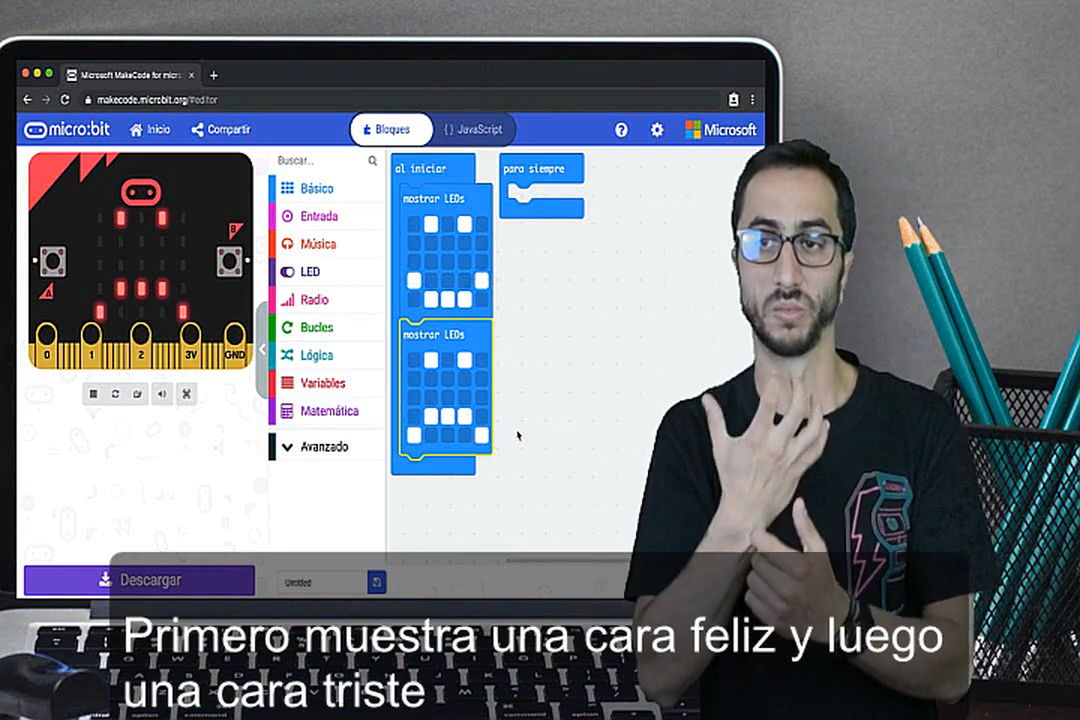 Microsoft MakeCode for micr:
makecode.microbit.org/#editor
micro:bit
Inicio
Compartir
Bloques
{ } JavaScript
Microsoft
Buscar...
Básico
Entrada
Música
LED
Radio
Bucles
Lógica
Variables
Matemática
Avanzado
al iniciar
mostrar LEDs
mostrar LEDs
para siempre
A
B
0 1 2 3V GND
Descargar
Untitled
Primero muestra una cara feliz y luego
una cara triste